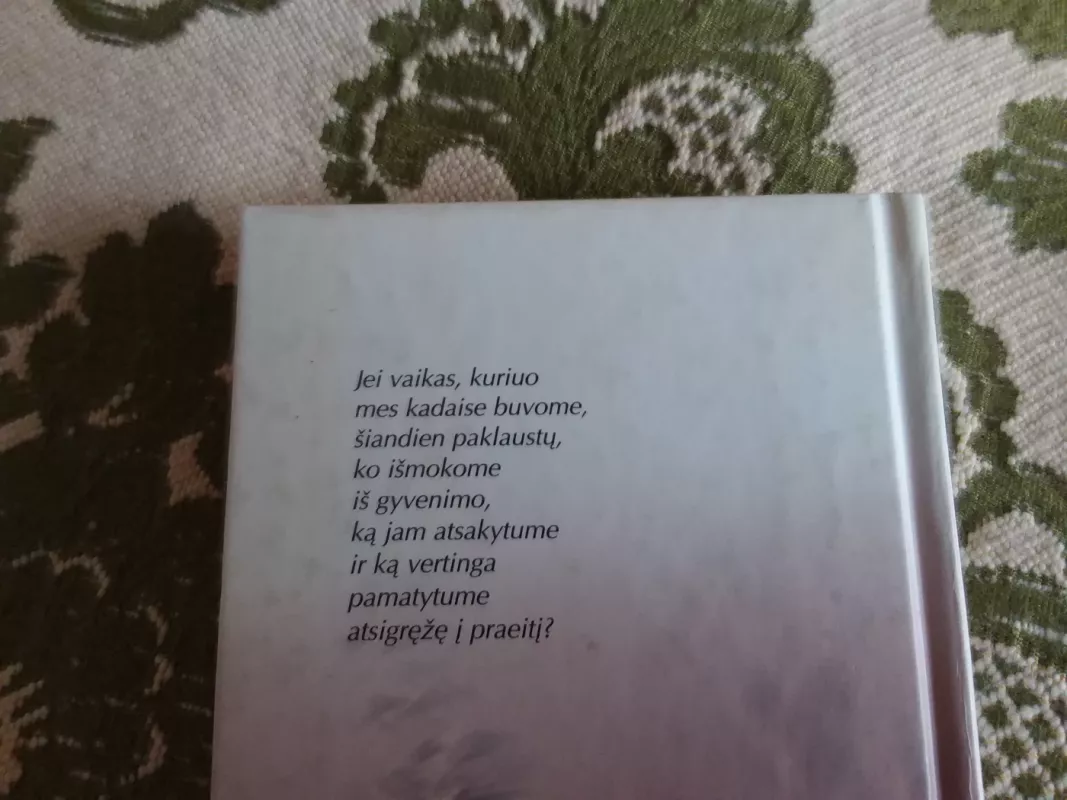 Jei vaikas, kuriuo
mes kadaise buvome,
šiandien paklaustų,
ko išmokome
iš gyvenimo,
ką jam atsakytume
ir ką vertinga
pamatytume
atsigręžę į praeitį?